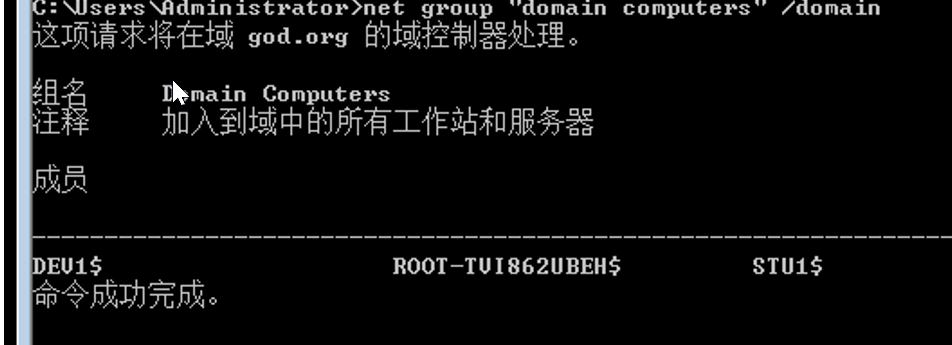 C:\Users\Administrator>net group "domain computers" /domain
这项请求将在域 god.org 的域控制器处理。
组名 Domain Computers
注释 加入到域中的所有工作站和服务器
成员
-------------------------------------------------------------------------------
DEV1$ ROOT-TVI862UBEH$ STU1$
命令成功完成。